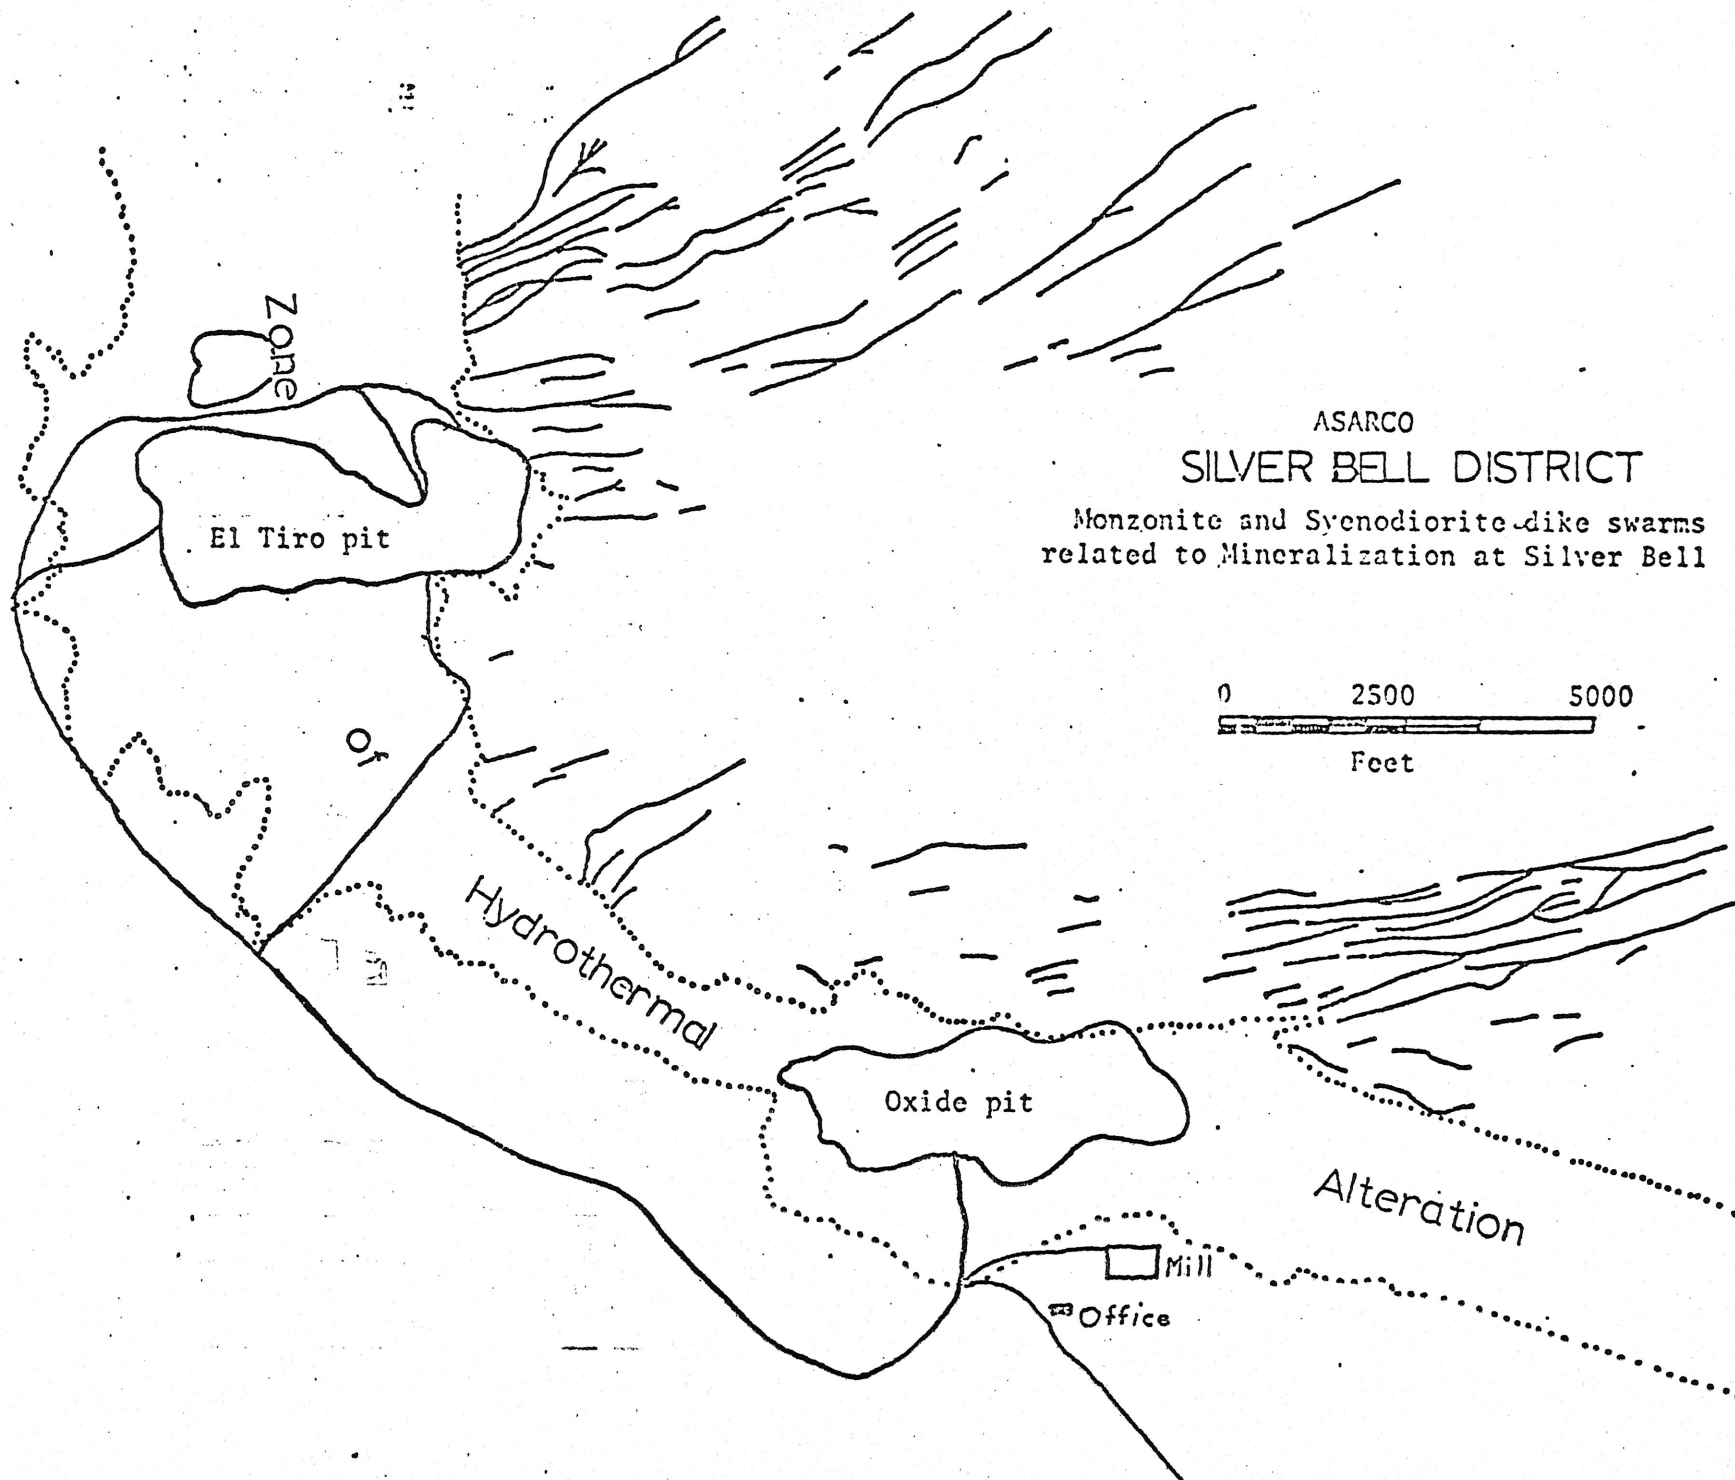 ASARCO
SILVER BELL DISTRICT
Monzonite and Syenodiorite dike swarms
related to Mineralization at Silver Bell
0 2500 5000
Feet
Zone
El Tiro pit
Of
Hydrothermal
Oxide pit
Alteration
Mill
Office